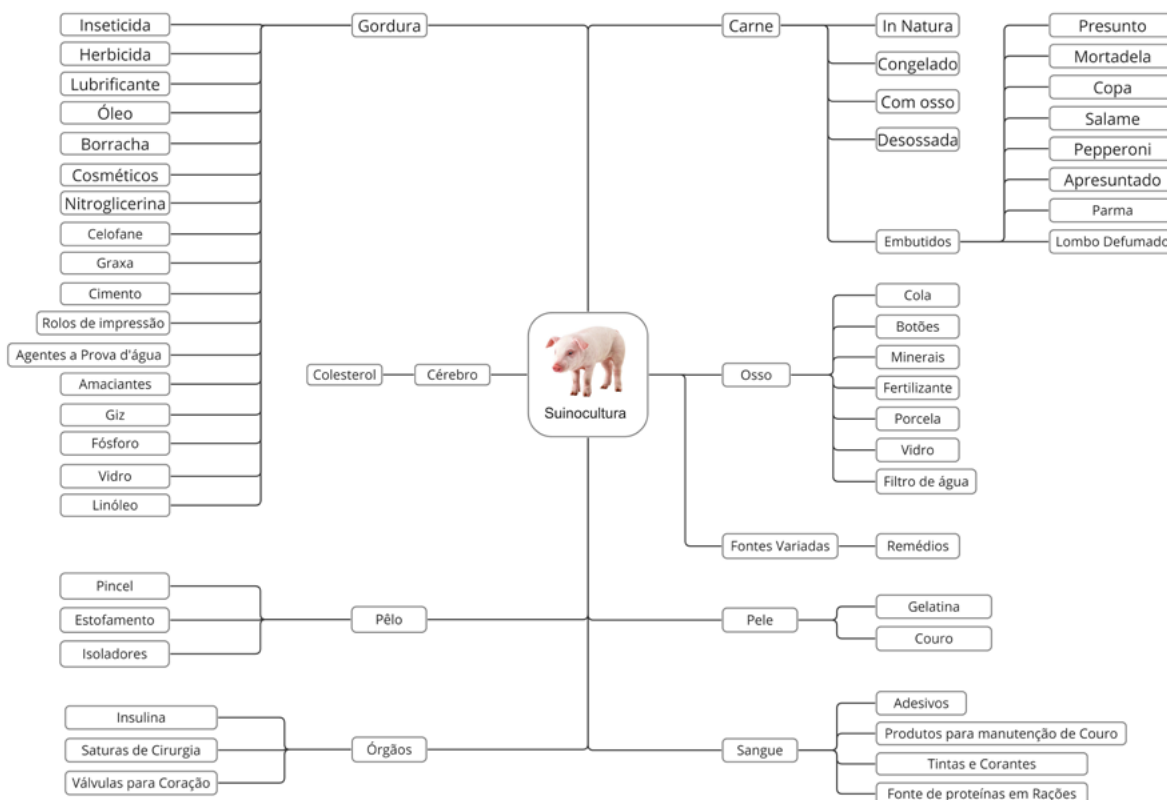 Gordura
Inseticida
Herbicida
Lubrificante
Óleo
Borracha
Cosméticos
Nitroglicerina
Celofane
Graxa
Cimento
Rolos de impressão
Agentes a Prova d'água
Amaciantes
Giz
Fósforo
Vidro
Linóleo
Carne
In Natura
Congelado
Com osso
Desossada
Embutidos
Presunto
Mortadela
Copa
Salame
Pepperoni
Apresuntado
Parma
Lombo Defumado
Suinocultura
Cérebro
Colesterol
Osso
Cola
Botões
Minerais
Fertilizante
Porcela
Vidro
Filtro de água
Fontes Variadas
Remédios
Pêlo
Pincel
Estofamento
Isoladores
Pele
Gelatina
Couro
Órgãos
Insulina
Saturas de Cirurgia
Válvulas para Coração
Sangue
Adesivos
Produtos para manutenção de Couro
Tintas e Corantes
Fonte de proteínas em Rações